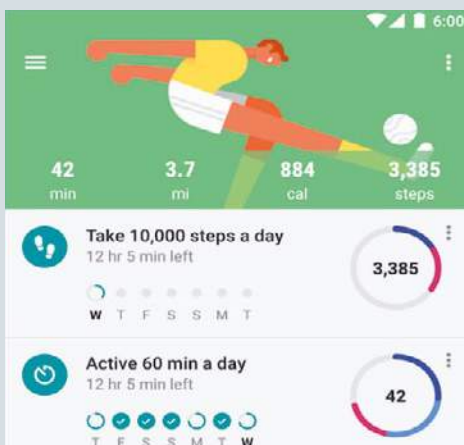 6:00
42 3.7 884 3,385
min mi cal steps
Take 10,000 steps a day
12 hr 5 min left
3,385
W T F S S M T
Active 60 min a day
12 hr 5 min left
42
T F S S M T W